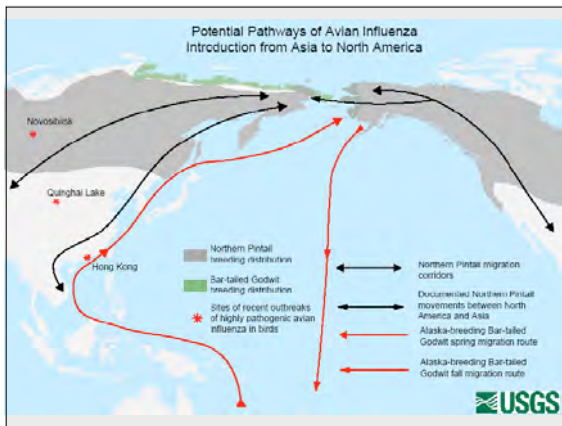 Potential Pathways of Avian Influenza
Introduction from Asia to North America
Novosibiisk
Quinghai Lake
Hong Kong
Northern Pintail
breeding distribution
Bar-tailed Godwit
breeding distribution
Sites of recent outbreaks
of highly pathogenic avian
influenza in birds
Northern Pintail migration
corridors
Documented Northern Pintail
movements between North
America and Asia
Alaska-breeding Bar-tailed
Godwit spring migration route
Alaska-breeding Bar-tailed
Godwit fall migration route
USGS